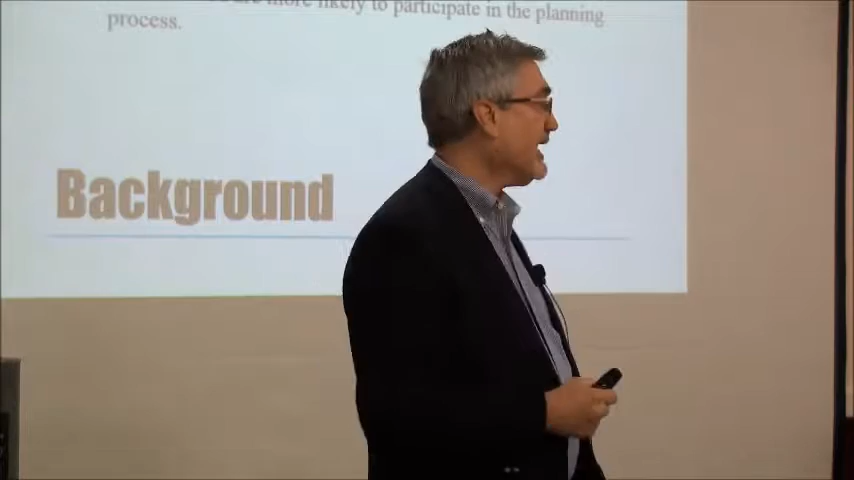 are more likely to participate in the planning
process.
Background